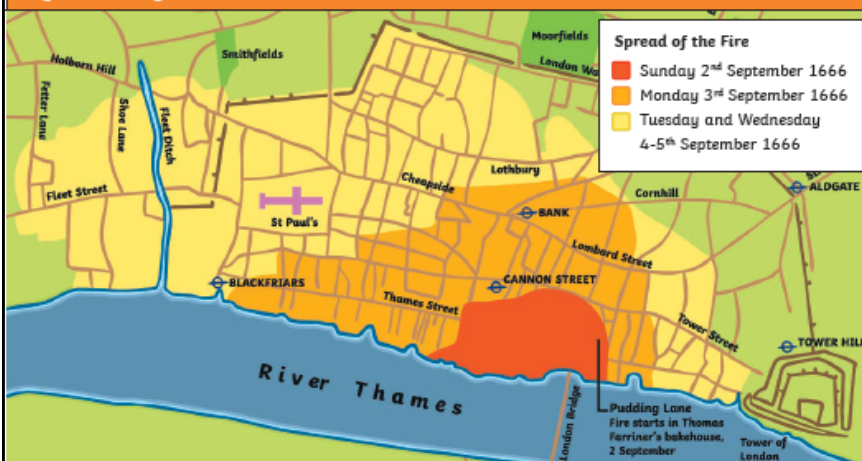 Spread of the Fire
Sunday 2nd September 1666
Monday 3rd September 1666
Tuesday and Wednesday
4-5th September 1666
Moorfields
London Wa
Smithfields
Holborn Hill
Fetter Lane
Shoe Lane
Fleet Ditch
Fleet Street
St Paul's
Cheapside
Lothbury
Cornhill
ALDGATE
BANK
Lombard Street
BLACKFRIARS
CANNON STREET
Thames Street
Tower Street
TOWER HILL
River Thames
London Bridge
Pudding Lane
Fire starts in Thomas
Farriner's bakehouse,
2 September
Tower of
London